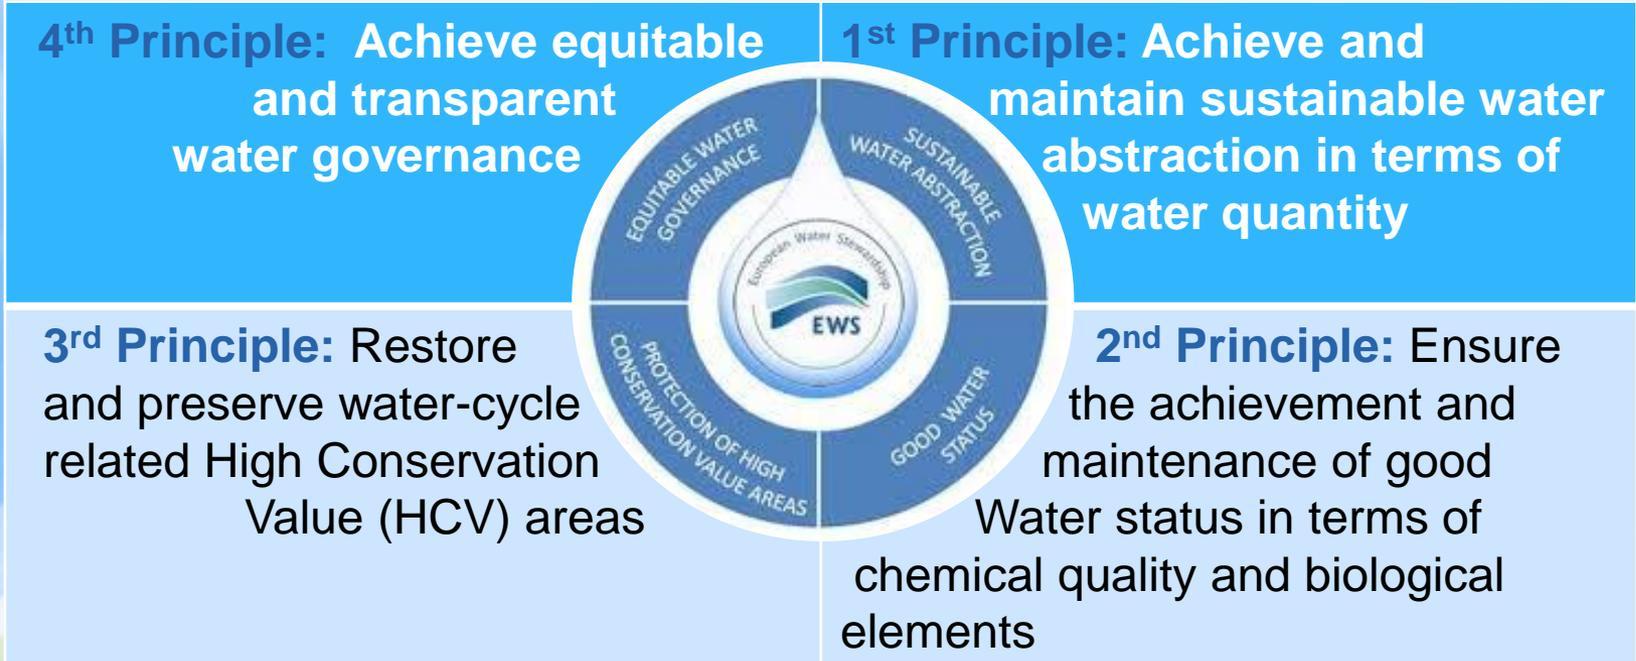 4th Principle: Achieve equitable
and transparent
water governance
1st Principle: Achieve and
maintain sustainable water
abstraction in terms of
water quantity
EQUITABLE WATER
GOVERNANCE
SUSTAINABLE
WATER ABSTRACTION
European Water Stewardship
EWS
PROTECTION OF HIGH
CONSERVATION VALUE AREAS
GOOD WATER
STATUS
3rd Principle: Restore
and preserve water-cycle
related High Conservation
Value (HCV) areas
2nd Principle: Ensure
the achievement and
maintenance of good
Water status in terms of
chemical quality and biological
elements